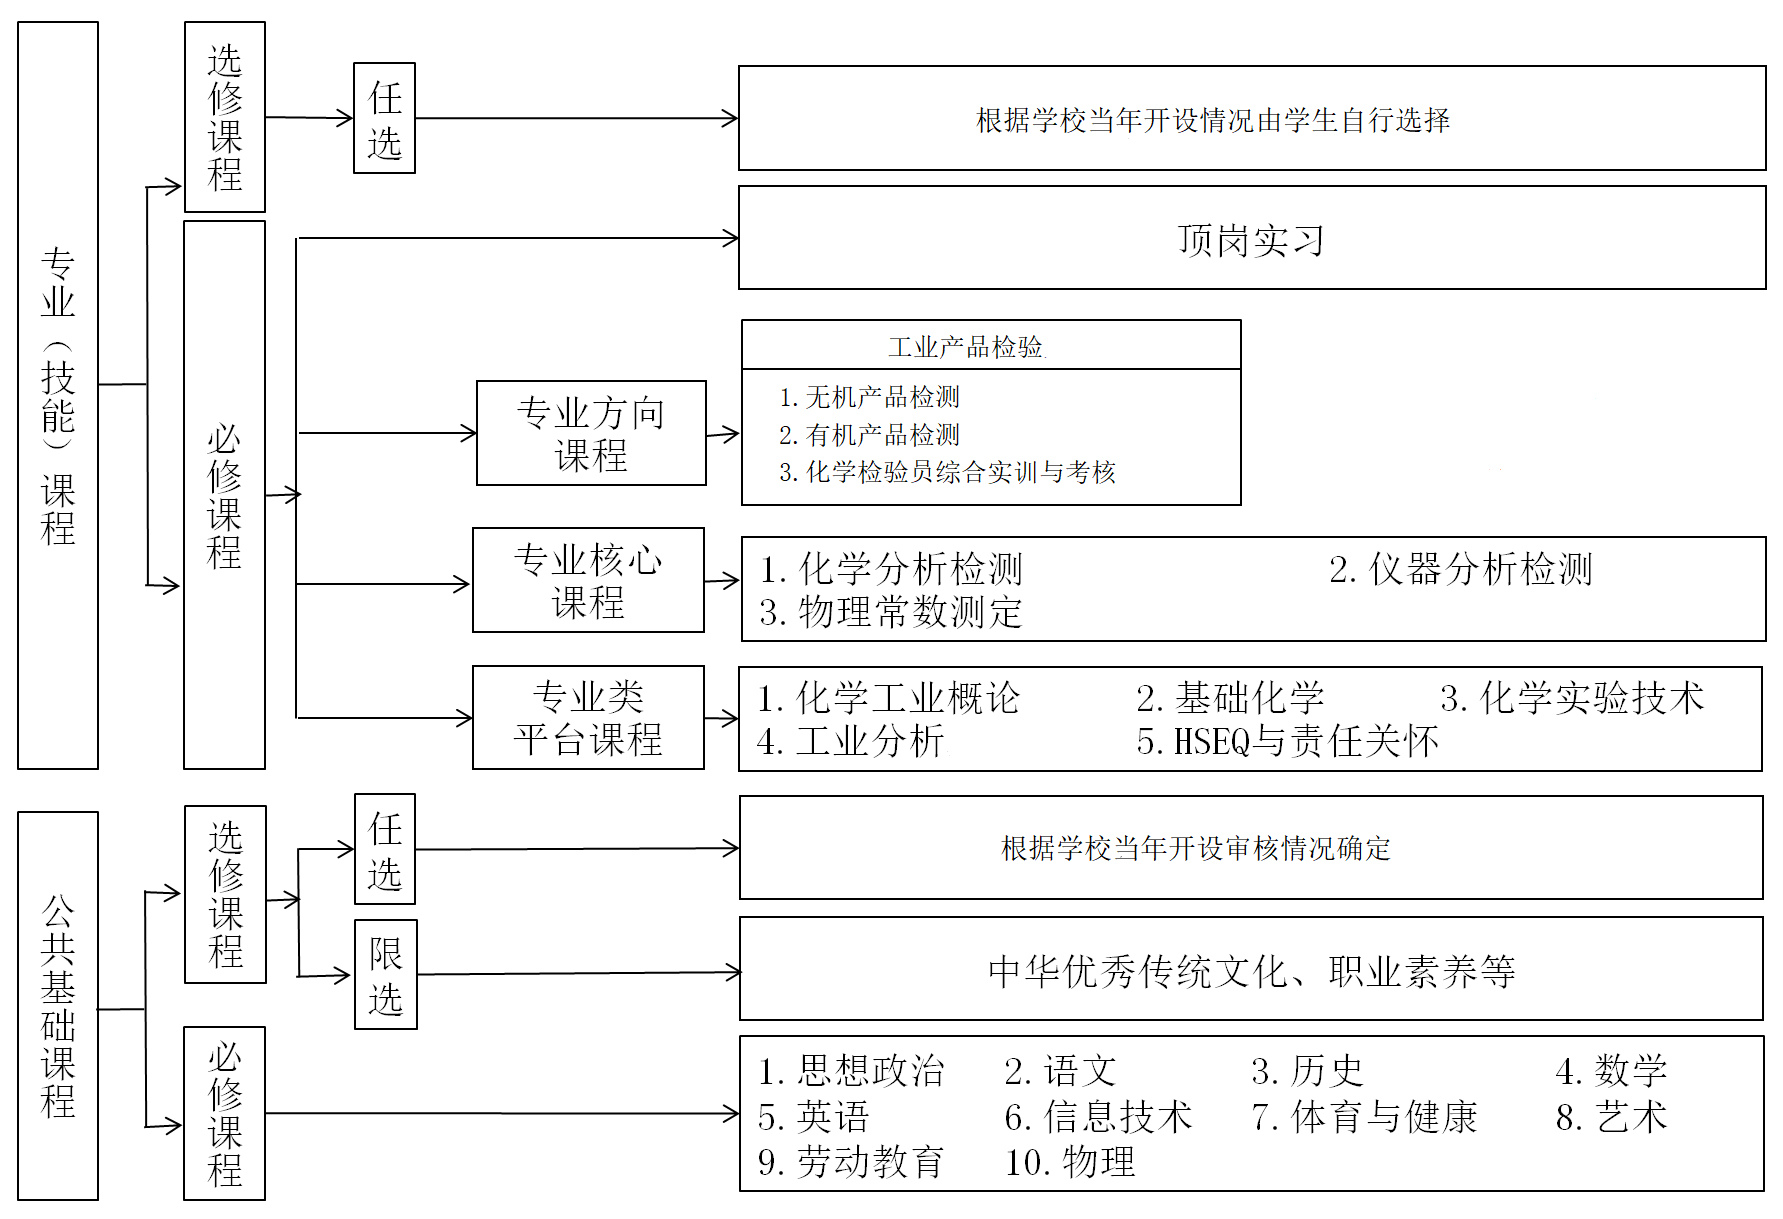 专业（技能）课程
选修课程
任选
根据学校当年开设情况由学生自行选择
必修课程
顶岗实习
专业方向
课程
工业产品检验
1.无机产品检测
2.有机产品检测
3.化学检验员综合实训与考核
专业核心
课程
1.化学分析检测 2.仪器分析检测
3.物理常数测定
专业类
平台课程
1.化学工业概论 2.基础化学 3.化学实验技术
4.工业分析 5.HSEQ与责任关怀
公共基础课程
选修课程
任选
根据学校当年开设审核情况确定
限选
中华优秀传统文化、职业素养等
必修课程
1.思想政治 2.语文 3.历史 4.数学
5.英语 6.信息技术 7.体育与健康 8.艺术
9.劳动教育 10.物理